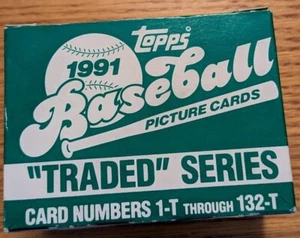 topps
1991
Baseball
PICTURE CARDS
"TRADED" SERIES
CARD NUMBERS 1-T THROUGH 132-T